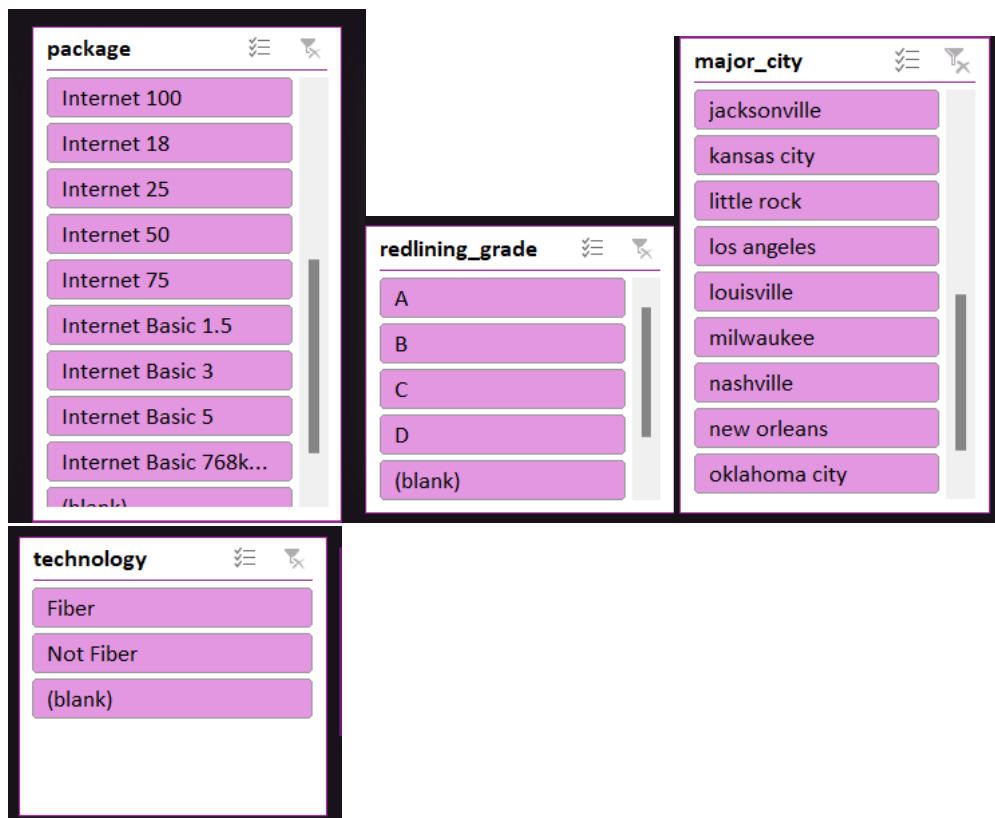 package
Internet 100
Internet 18
Internet 25
Internet 50
Internet 75
Internet Basic 1.5
Internet Basic 3
Internet Basic 5
Internet Basic 768k...
(blank)
redlining_grade
A
B
C
D
(blank)
major_city
jacksonville
kansas city
little rock
los angeles
louisville
milwaukee
nashville
new orleans
oklahoma city
technology
Fiber
Not Fiber
(blank)